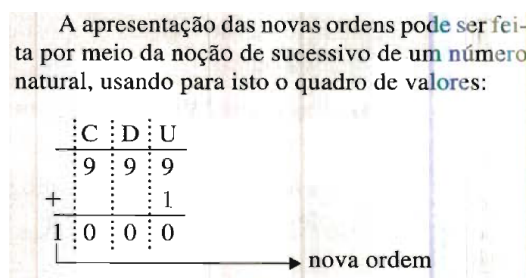 A apresentação das novas ordens pode ser fei-
ta por meio da noção de sucessivo de um número
natural, usando para isto o quadro de valores:
C D U
9 9 9
+ 1
1 0 0 0
nova ordem